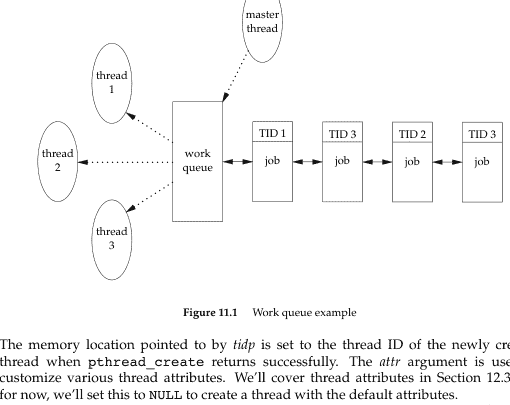 master
thread
thread
1
thread
2
thread
3
work
queue
TID 1
job
TID 3
job
TID 2
job
TID 3
job
Figure 11.1 Work queue example
The memory location pointed to by tidp is set to the thread ID of the newly cre
thread when pthread_create returns successfully. The attr argument is use
customize various thread attributes. We'll cover thread attributes in Section 12.3
for now, we'll set this to NULL to create a thread with the default attributes.